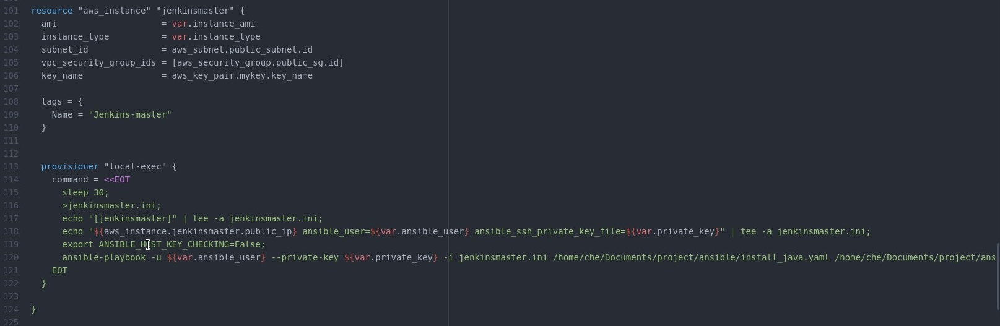 101 resource "aws_instance" "jenkinsmaster" {
102   ami                    = var.instance_ami
103   instance_type          = var.instance_type
104   subnet_id              = aws_subnet.public_subnet.id
105   vpc_security_group_ids = [aws_security_group.public_sg.id]
106   key_name               = aws_key_pair.mykey.key_name
107
108   tags = {
109     Name = "Jenkins-master"
110   }
111
112
113   provisioner "local-exec" {
114     command = <<EOT
115       sleep 30;
116       >jenkinsmaster.ini;
117       echo "[jenkinsmaster]" | tee -a jenkinsmaster.ini;
118       echo "${aws_instance.jenkinsmaster.public_ip} ansible_user=${var.ansible_user} ansible_ssh_private_key_file=${var.private_key}" | tee -a jenkinsmaster.ini;
119       export ANSIBLE_HOST_KEY_CHECKING=False;
120       ansible-playbook -u ${var.ansible_user} --private-key ${var.private_key} -i jenkinsmaster.ini /home/che/Documents/project/ansible/install_java.yaml /home/che/Documents/project/ans
121     EOT
122   }
123
124 }
125